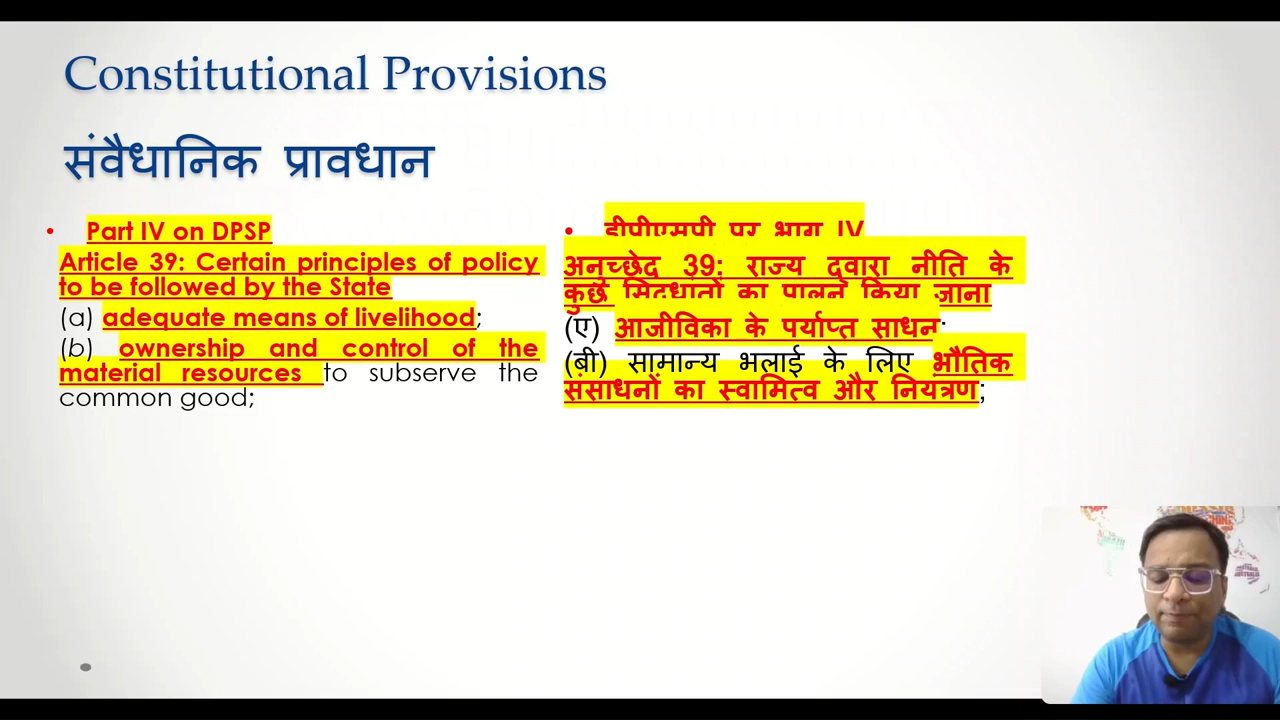 Constitutional Provisions
संवैधानिक प्रावधान
• Part IV on DPSP
Article 39: Certain principles of policy
to be followed by the State
(a) adequate means of livelihood;
(b) ownership and control of the
material resources to subserve the
common good;
• डीपीएसपी पर भाग IV
अनुच्छेद 39: राज्य द्वारा नीति के
कुछ सिद्धांतों का पालन किया जाना
(ए) आजीविका के पर्याप्त साधन;
(बी) सामान्य भलाई के लिए भौतिक
संसाधनों का स्वामित्व और नियंत्रण;